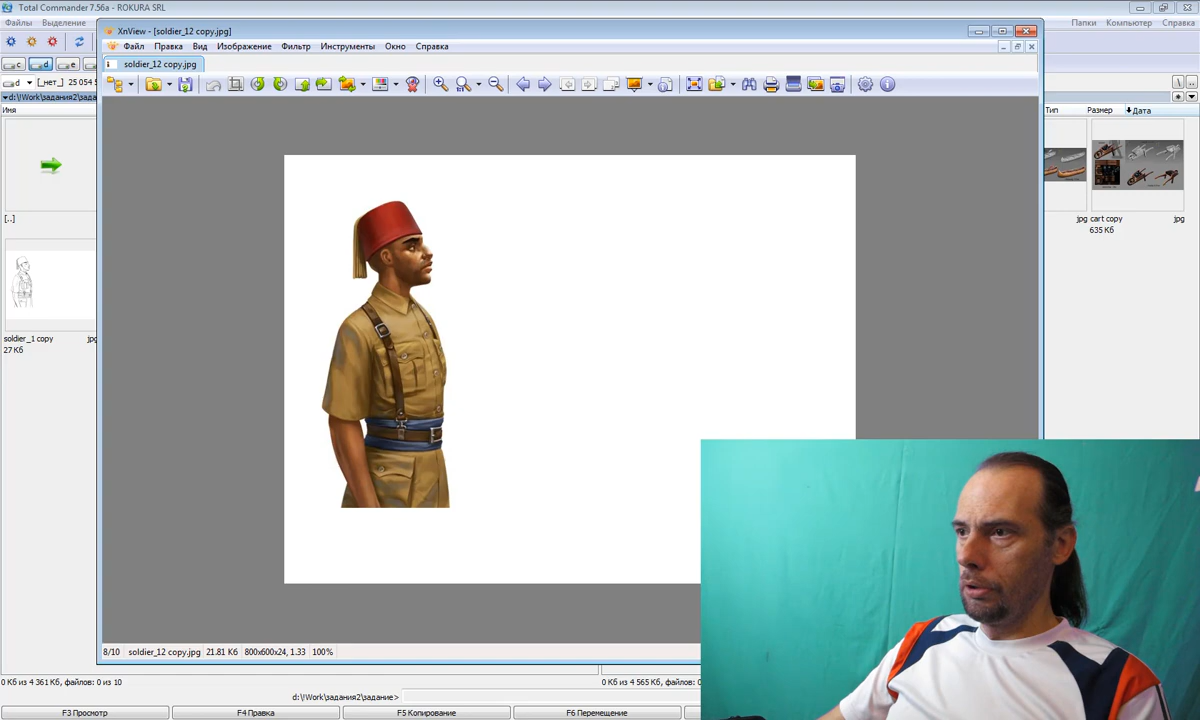 Total Commander 7.56a - ROKURA SRL
Файлы Выделение
Папки Компьютер Справка
XnView - [soldier_12 copy.jpg]
Файл Правка Вид Изображение Фильтр Инструменты Окно Справка
soldier_12 copy.jpg
c d e
d [_нет_] 25 054 5
d:\!Work\задания2\зада
Имя
Тип Размер Дата
[..]
jpg cart copy jpg
635 Кб
soldier_1 copy jpg
27 Кб
8/10 soldier_12 copy.jpg 21.81 Кб 800x600x24, 1.33 100%
0 Кб из 4 361 Кб, файлов: 0 из 10
0 Кб из 4 565 Кб, файлов: 0
d:\!Work\задания2\задание>
F3 Просмотр F4 Правка F5 Копирование F6 Перемещение